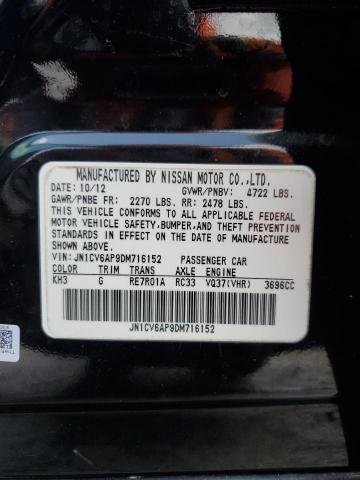 MANUFACTURED BY NISSAN MOTOR CO.,LTD.
DATE: 10/12 GVWR/PNBV: 4722 LBS.
GAWR/PNBE FR: 2270 LBS. RR: 2478 LBS.
THIS VEHICLE CONFORMS TO ALL APPLICABLE FEDERAL
MOTOR VEHICLE SAFETY, BUMPER, AND THEFT PREVENTION
STANDARDS IN EFFECT ON THE DATE OF MANUFACTURE
SHOWN ABOVE.
VIN: JN1CV6AP9DM716152 PASSENGER CAR
COLOR TRIM TRANS AXLE ENGINE
KH3 G RE7R01A RC33 VQ37(VHR) 3696CC
JN1CV6AP9DM716152